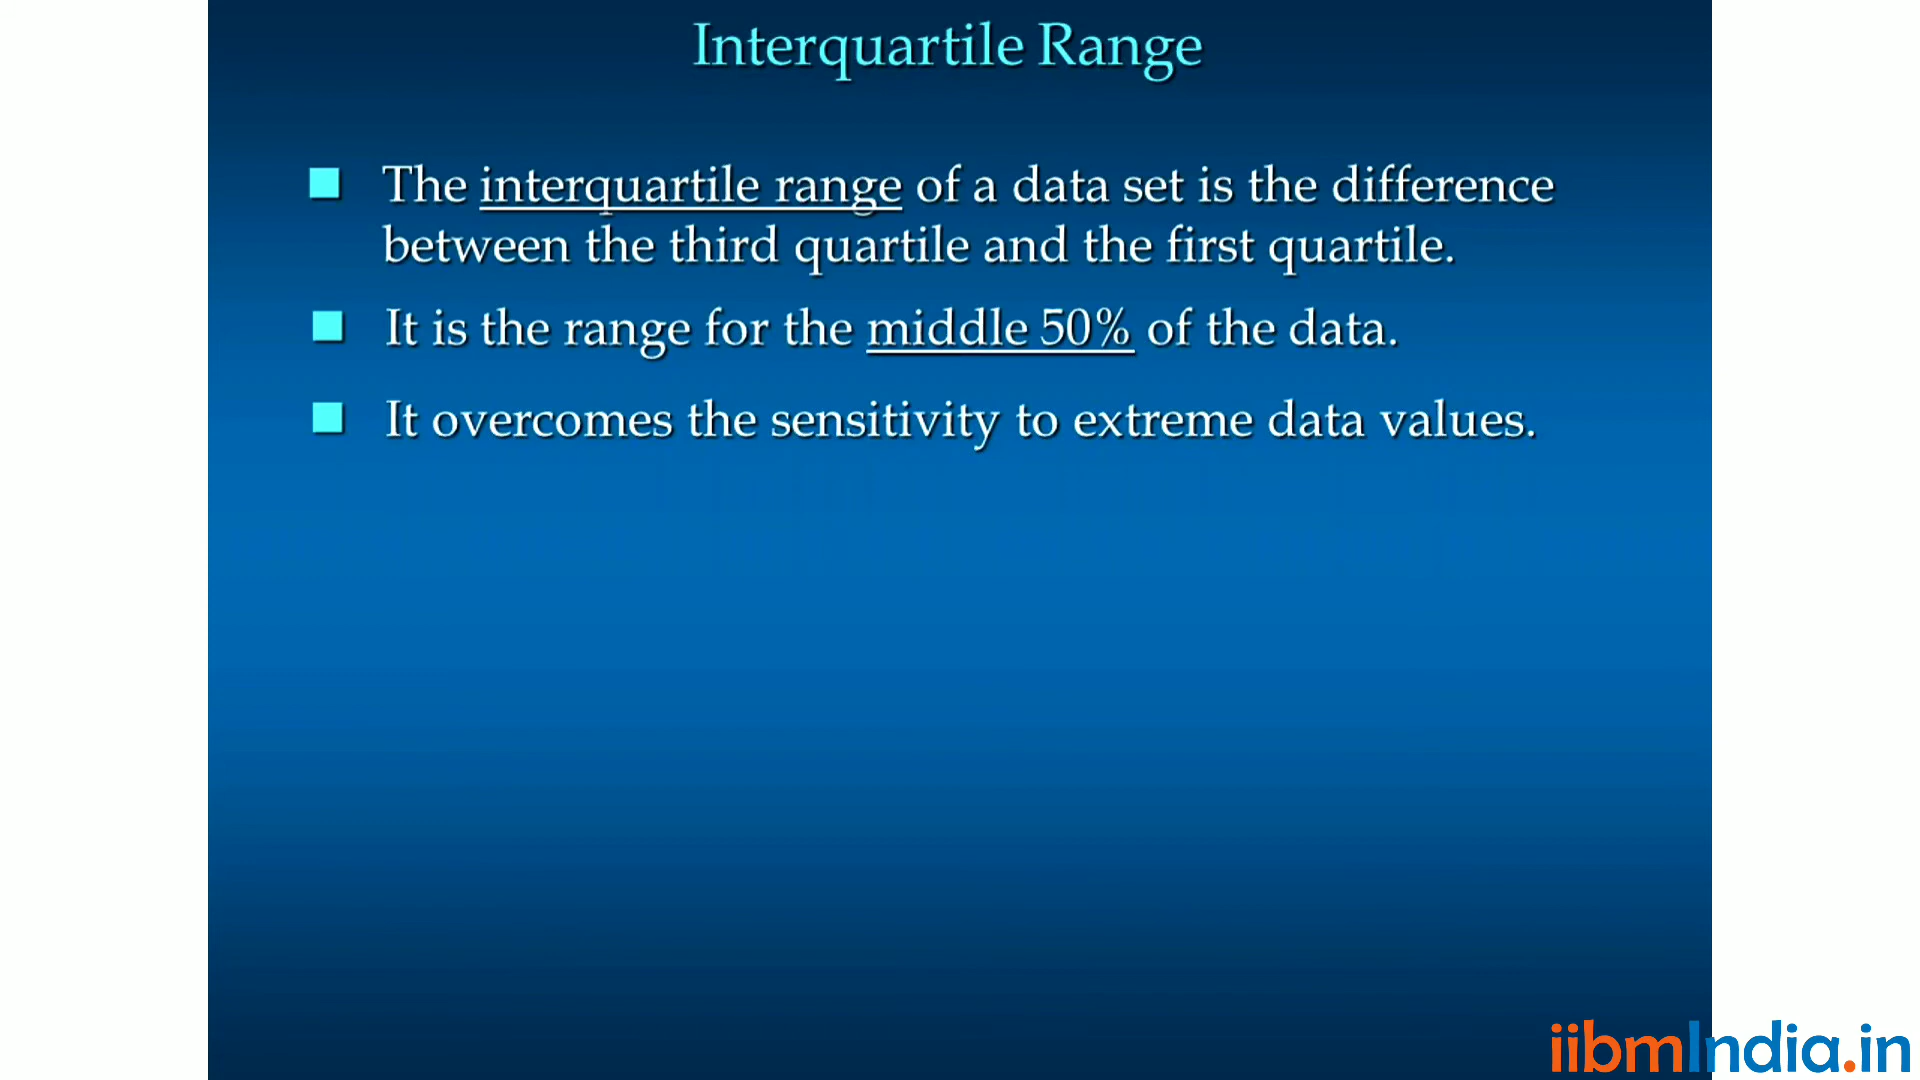 Interquartile Range
The interquartile range of a data set is the difference
between the third quartile and the first quartile.
It is the range for the middle 50% of the data.
It overcomes the sensitivity to extreme data values.
iibmIndia.in